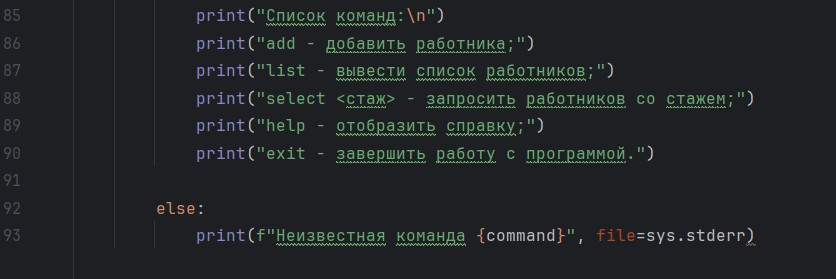 85 print("Список команд:\n")
86 print("add - добавить работника;")
87 print("list - вывести список работников;")
88 print("select <стаж> - запросить работников со стажем;")
89 print("help - отобразить справку;")
90 print("exit - завершить работу с программой.")
91
92 else:
93 print(f"Неизвестная команда {command}", file=sys.stderr)